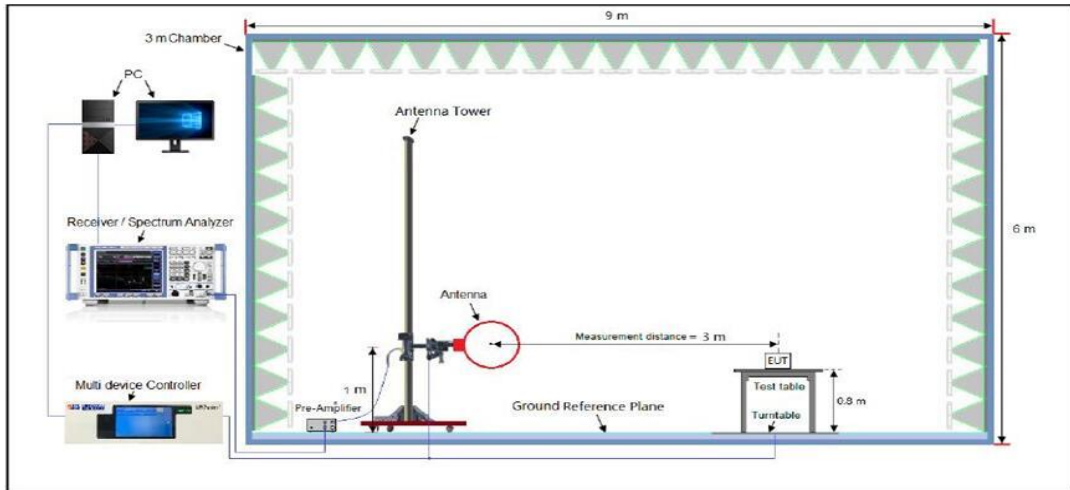 9 m
3 m Chamber
PC
Antenna Tower
Receiver / Spectrum Analyzer
6 m
Antenna
Measurement distance = 3 m
EUT
Multi device Controller
1 m
Test table
0.8 m
Pre-Amplifier
Ground Reference Plane
Turntable